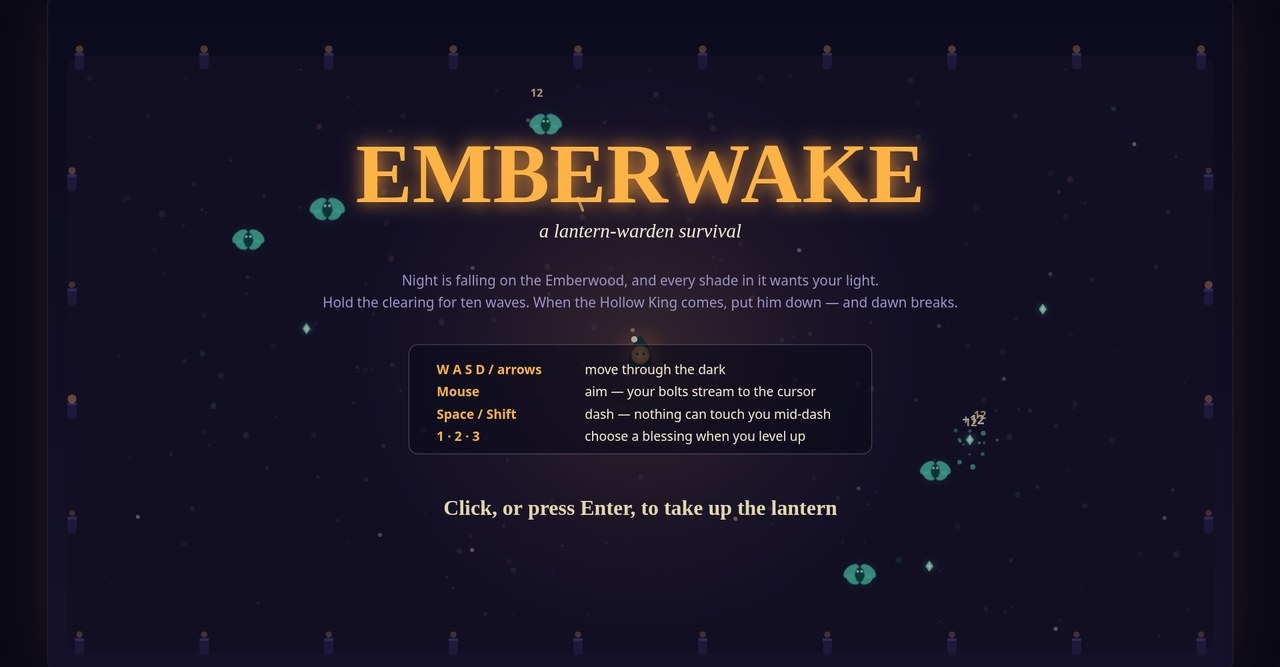 12
EMBERWAKE
a lantern-warden survival
Night is falling on the Emberwood, and every shade in it wants your light.
Hold the clearing for ten waves. When the Hollow King comes, put him down — and dawn breaks.
W A S D / arrows move through the dark
Mouse aim — your bolts stream to the cursor
Space / Shift dash — nothing can touch you mid-dash
1 · 2 · 3 choose a blessing when you level up
12
12
Click, or press Enter, to take up the lantern